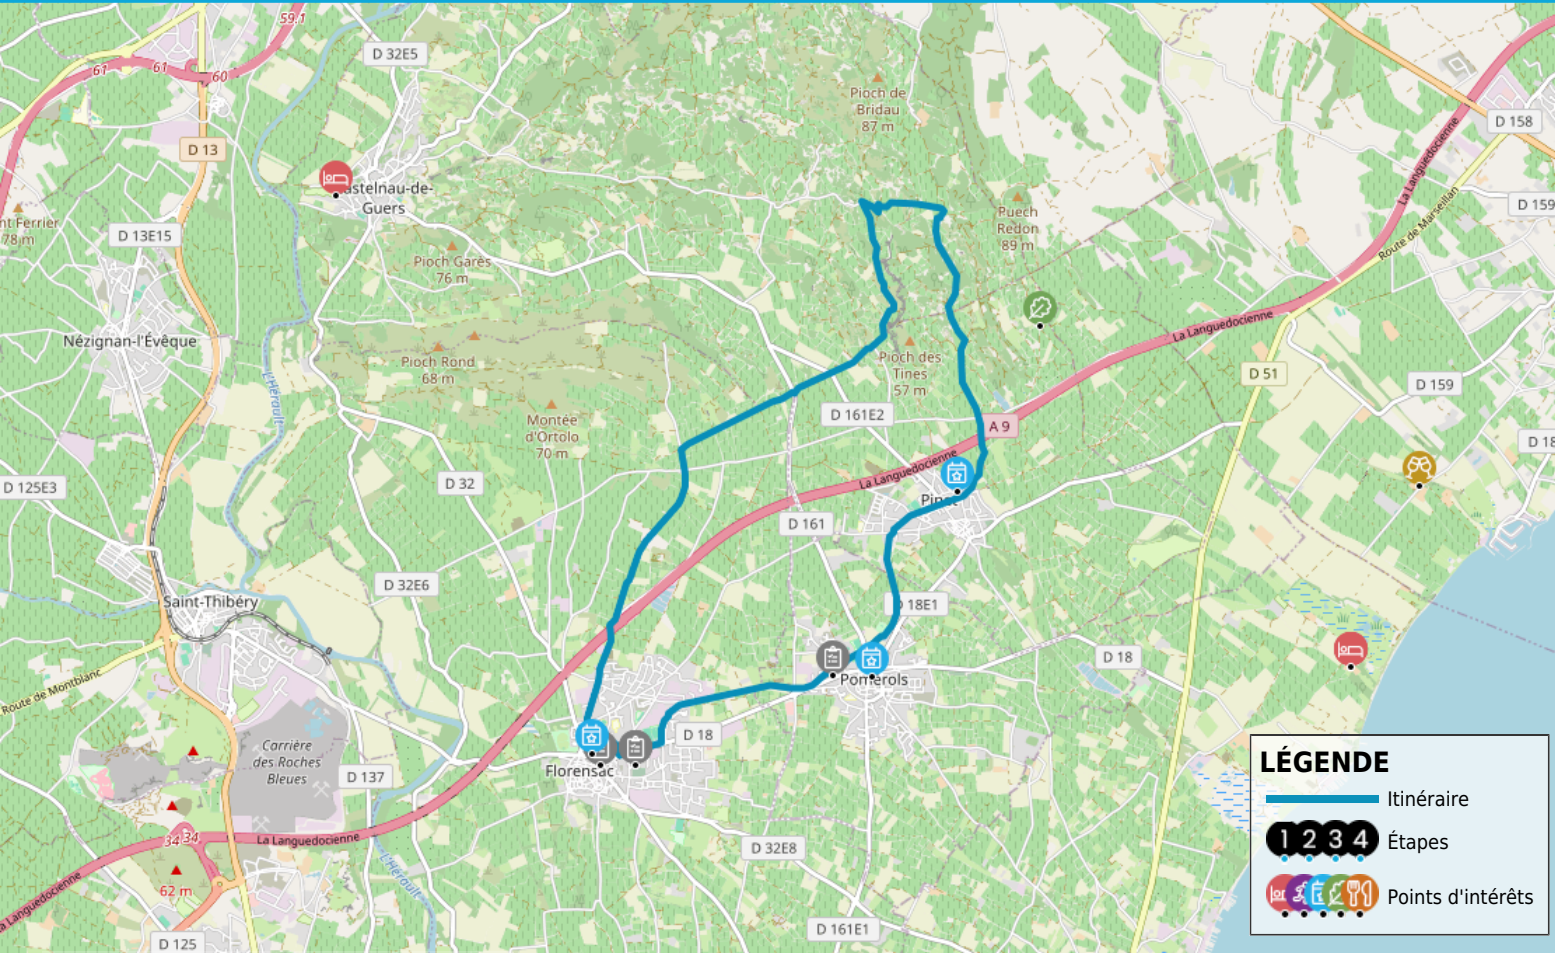 59.1
D 32E5
61
61
60
Pioch de
Bridau
87 m
D 158
D 13
La Languedocienne
astelnau-de-
Guers
D 159
nt Ferrier
78 m
Puech
Redon
89 m
D 13E15
Route de Marseillan
Pioch Garès
76 m
La Languedocienne
Nézignan-l'Évêque
Pioch Rond
68 m
Pioch des
Tines
57 m
D 51
D 159
L'Hérault
Montée
d'Ortolo
70 m
D 161E2
A 9
D 18
La Languedocienne
D 32
D 125E3
Pinet
D 161
D 32E6
Saint-Thibéry
D 18E1
D 18
Route de Montblanc
Pomérols
D 18
Carrière
des Roches
Bleues
Florensac
D 137
34
34
La Languedocienne
D 32E8
L'Hérault
62 m
La Languedocienne
D 161E1
D 125
LÉGENDE
Itinéraire
1 2 3 4
Étapes
Points d'intérêts